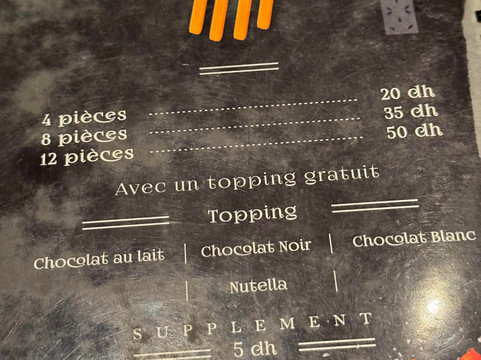 4 pièces 20 dh
8 pièces 35 dh
12 pièces 50 dh
Avec un topping gratuit
Topping
Chocolat au lait | Chocolat Noir | Chocolat Blanc
| Nutella |
SUPPLEMENT
5 dh